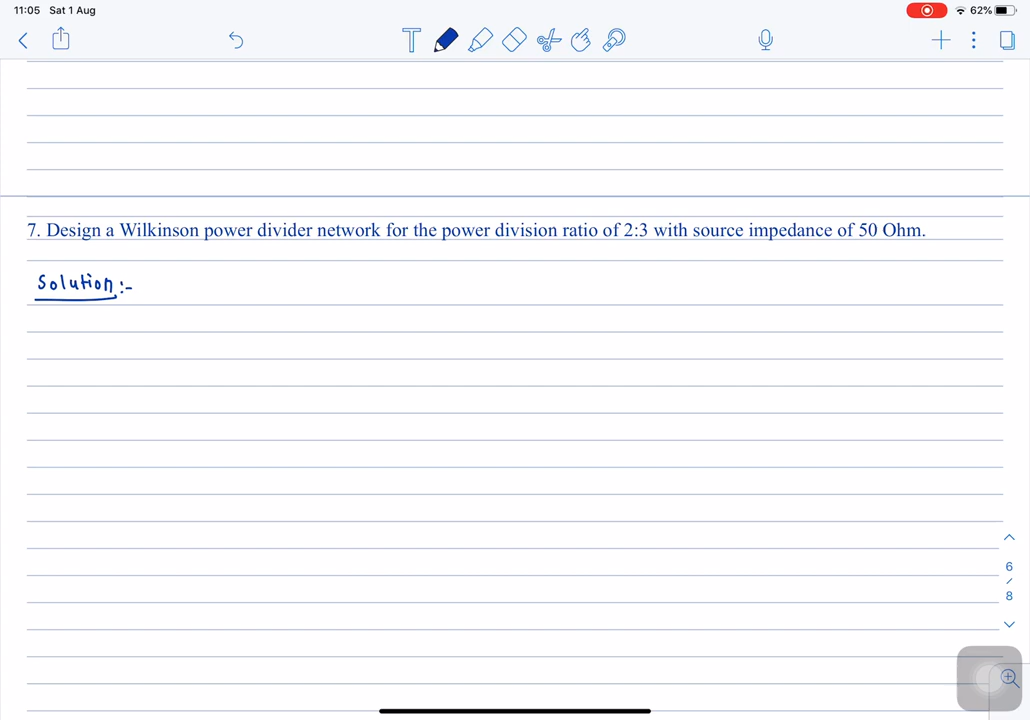 11:05 Sat 1 Aug 62%
T
7. Design a Wilkinson power divider network for the power division ratio of 2:3 with source impedance of 50 Ohm.
Solution :-
6
/
8